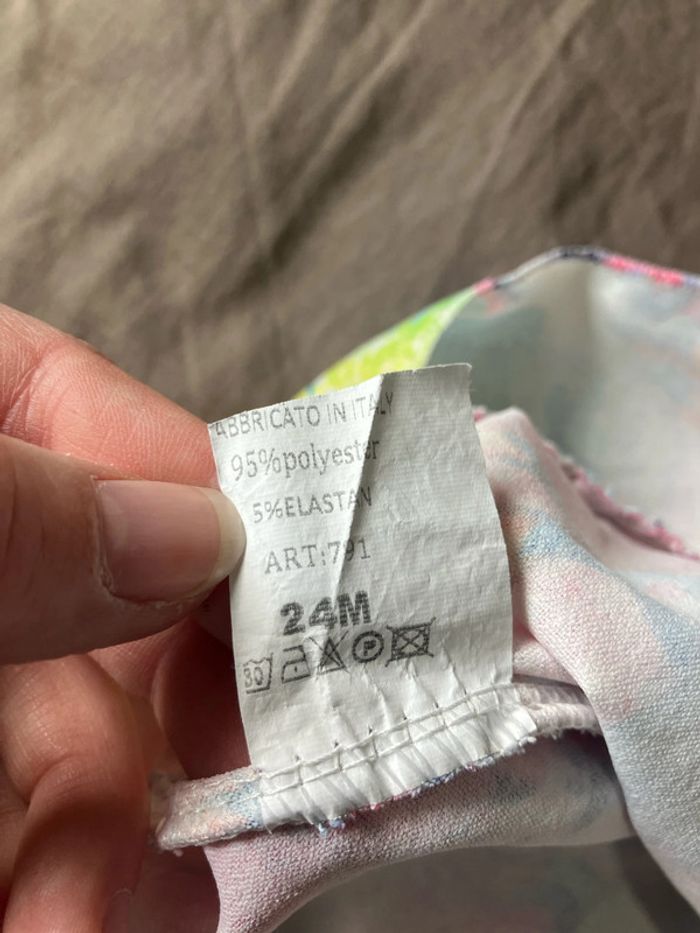 ABBRICATO IN ITALY
95%polyester
5%ELASTAN
ART:791
24M
30 P